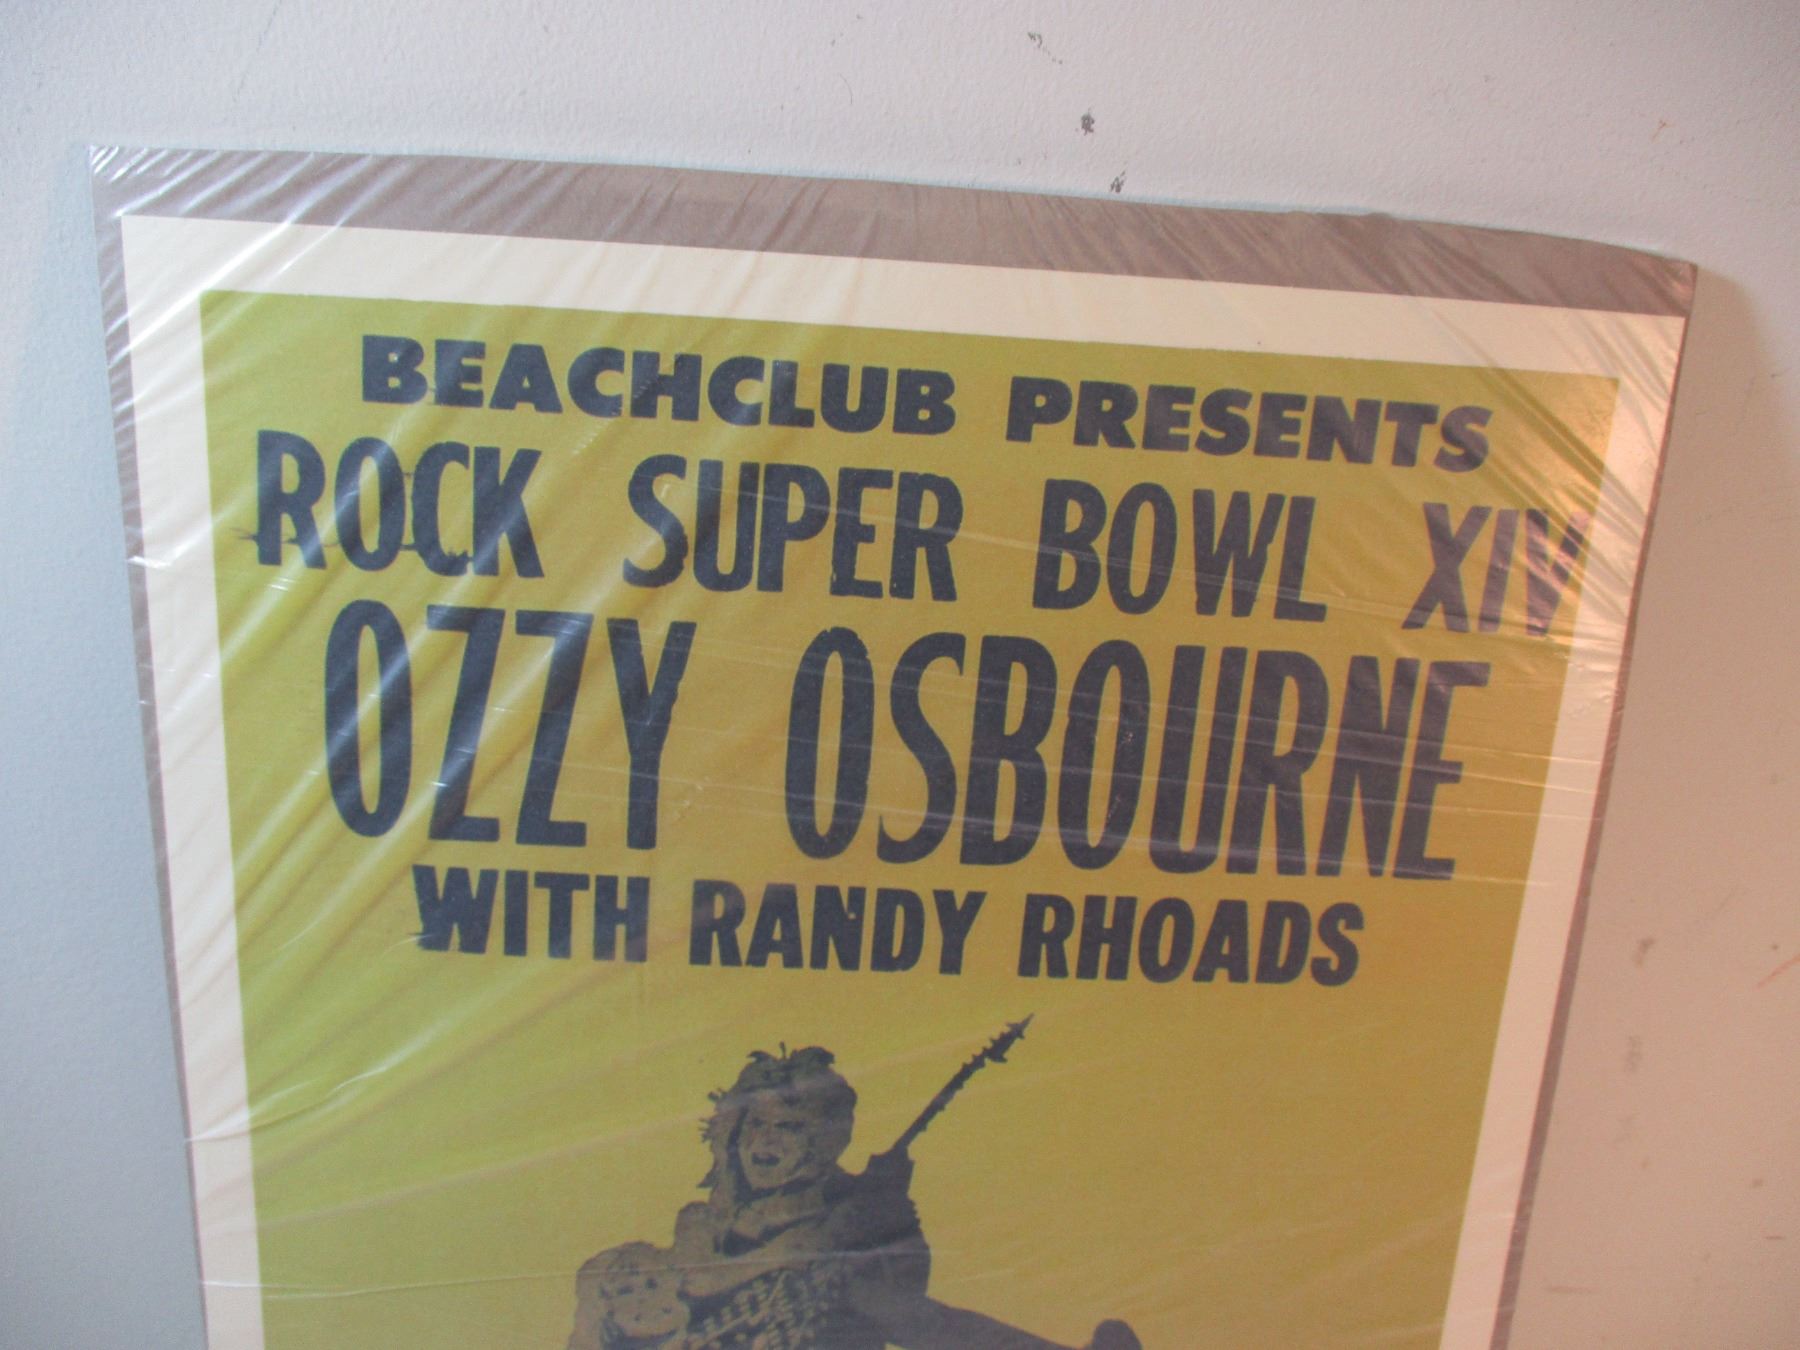 BEACHCLUB PRESENTS
ROCK SUPER BOWL XIV
OZZY OSBOURNE
WITH RANDY RHOADS